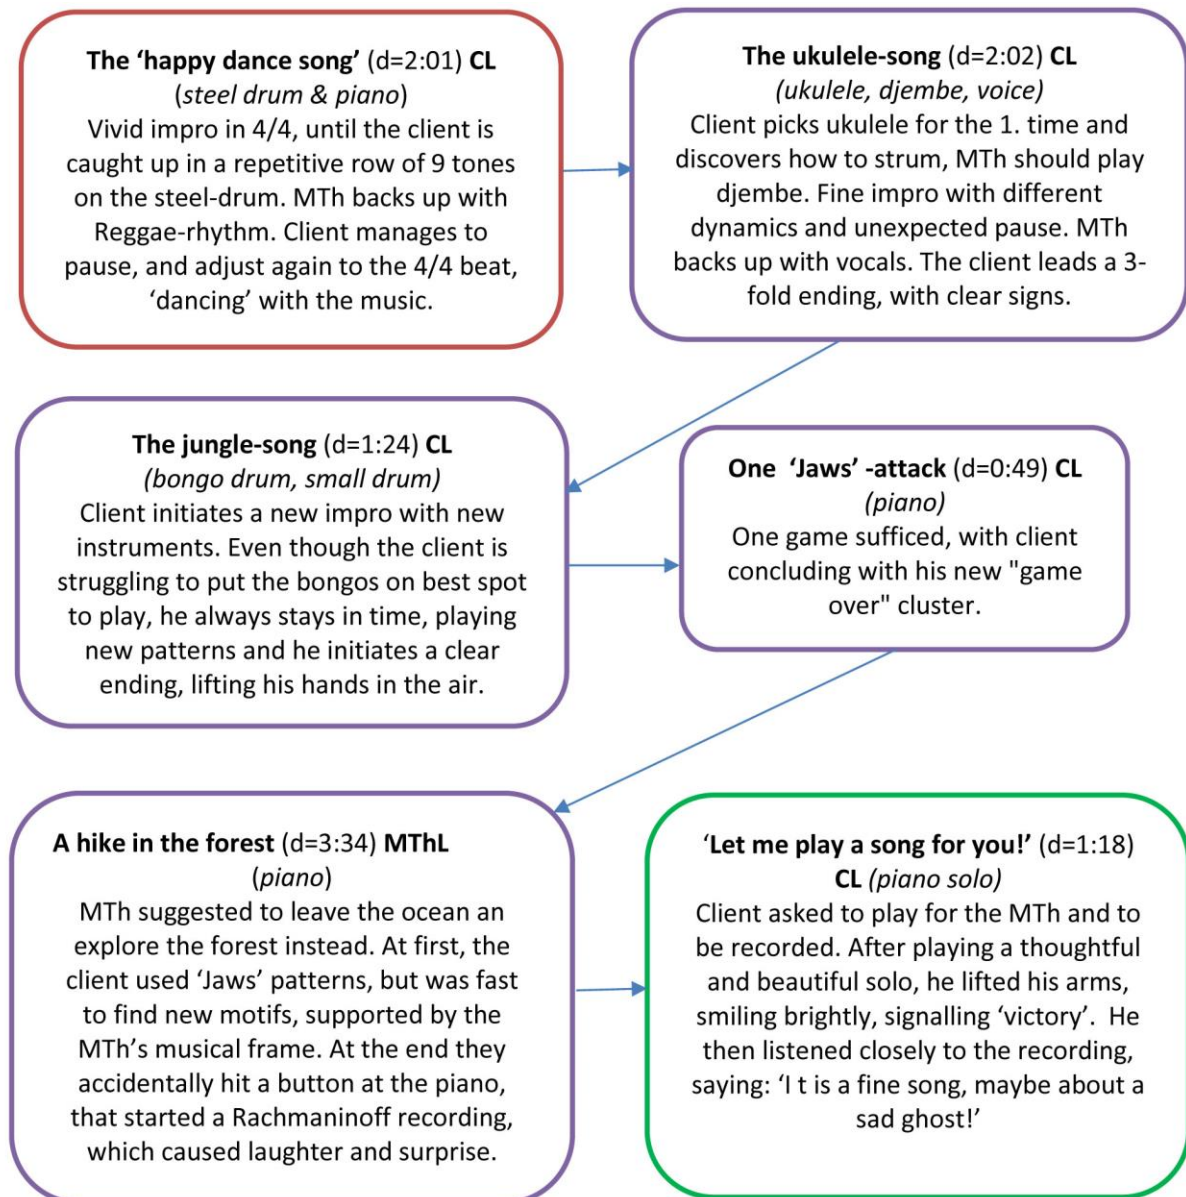 The ‘happy dance song’ (d=2:01) CL
(steel drum & piano)
Vivid impro in 4/4, until the client is
caught up in a repetitive row of 9 tones
on the steel-drum. MTh backs up with
Reggae-rhythm. Client manages to
pause, and adjust again to the 4/4 beat,
‘dancing’ with the music.
The ukulele-song (d=2:02) CL
(ukulele, djembe, voice)
Client picks ukulele for the 1. time and
discovers how to strum, MTh should play
djembe. Fine impro with different
dynamics and unexpected pause. MTh
backs up with vocals. The client leads a 3-
fold ending, with clear signs.
The jungle-song (d=1:24) CL
(bongo drum, small drum)
Client initiates a new impro with new
instruments. Even though the client is
struggling to put the bongos on best spot
to play, he always stays in time, playing
new patterns and he initiates a clear
ending, lifting his hands in the air.
One ‘Jaws’ -attack (d=0:49) CL
(piano)
One game sufficed, with client
concluding with his new "game
over" cluster.
A hike in the forest (d=3:34) MThL
(piano)
MTh suggested to leave the ocean an
explore the forest instead. At first, the
client used ‘Jaws’ patterns, but was fast
to find new motifs, supported by the
MTh’s musical frame. At the end they
accidentally hit a button at the piano,
that started a Rachmaninoff recording,
which caused laughter and surprise.
‘Let me play a song for you!’ (d=1:18)
CL (piano solo)
Client asked to play for the MTh and to
be recorded. After playing a thoughtful
and beautiful solo, he lifted his arms,
smiling brightly, signalling ‘victory’. He
then listened closely to the recording,
saying: ‘I t is a fine song, maybe about a
sad ghost!’